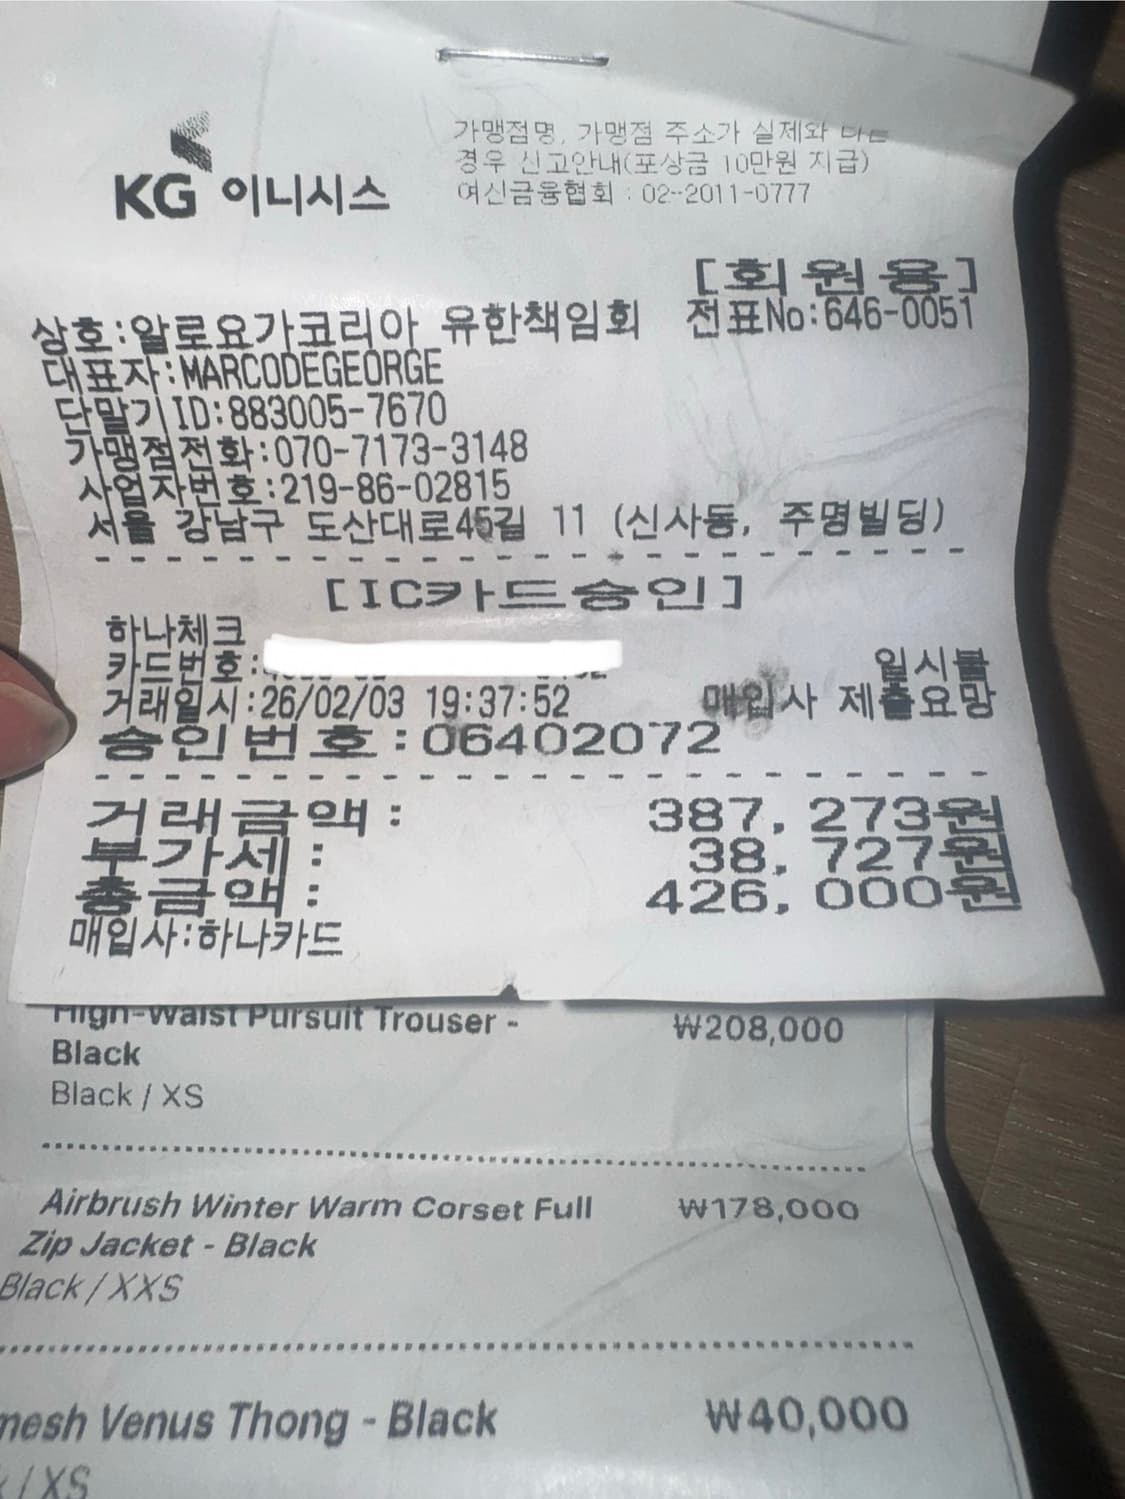 KG 이니시스
가맹점명, 가맹점 주소가 실제와 다른
경우 신고안내(포상금 10만원 지급)
여신금융협회 : 02-2011-0777
[회원용]
상호:알로요가코리아 유한책임회 전표No:646-0051
대표자:MARCODEGEORGE
단말기ID:883005-7670
가맹점전화:070-7173-3148
사업자번호:219-86-02815
서울 강남구 도산대로45길 11 (신사동, 주명빌딩)
[IC카드승인]
하나체크
카드번호: 일시불
거래일시:26/02/03 19:37:52 매입사 제출요망
승인번호:06402072
거래금액: 387,273원
부가세: 38,727원
총금액: 426,000원
매입사:하나카드
High-Waist Pursuit Trouser - ₩208,000
Black
Black / XS
Airbrush Winter Warm Corset Full ₩178,000
Zip Jacket - Black
Black / XXS
mesh Venus Thong - Black ₩40,000
/ XS